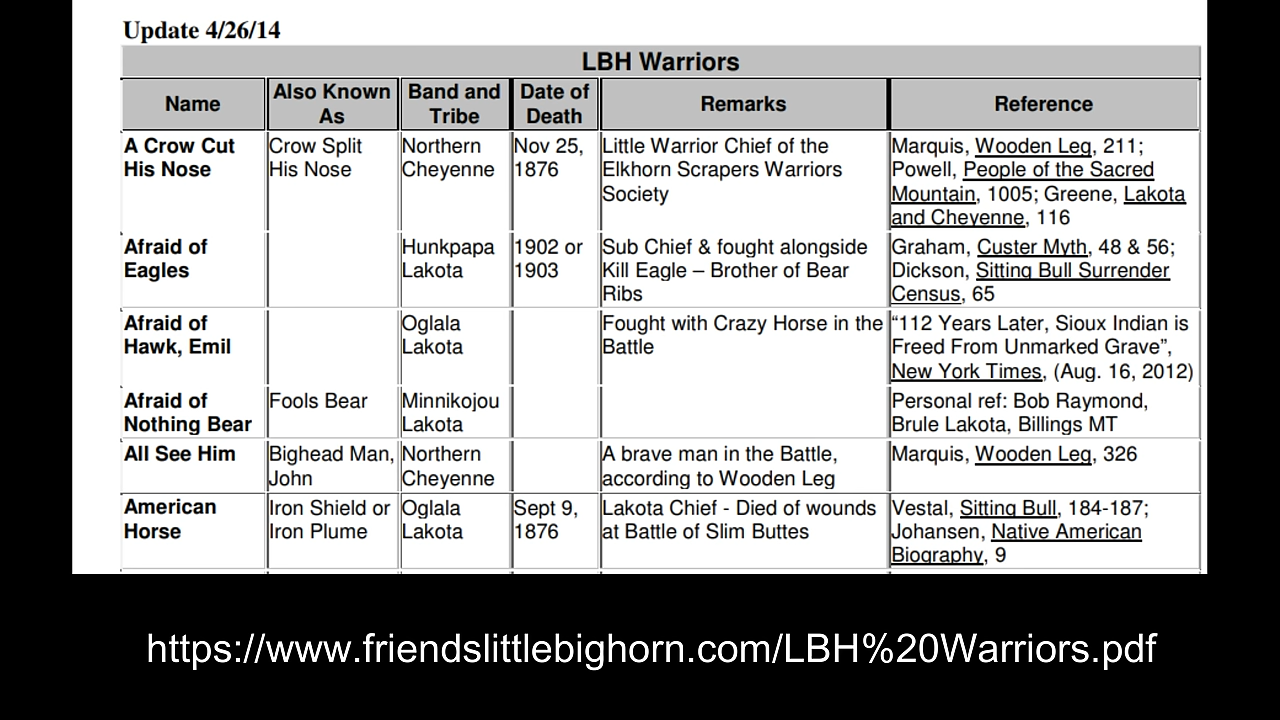 Update 4/26/14
LBH Warriors
Name
Also Known
As
Band and
Tribe
Date of
Death
Remarks
Reference
A Crow Cut
His Nose
Crow Split
His Nose
Northern
Cheyenne
Nov 25,
1876
Little Warrior Chief of the
Elkhorn Scrapers Warriors
Society
Marquis, Wooden Leg, 211;
Powell, People of the Sacred
Mountain, 1005; Greene, Lakota
and Cheyenne, 116
Afraid of
Eagles
Hunkpapa
Lakota
1902 or
1903
Sub Chief & fought alongside
Kill Eagle – Brother of Bear
Ribs
Graham, Custer Myth, 48 & 56;
Dickson, Sitting Bull Surrender
Census, 65
Afraid of
Hawk, Emil
Oglala
Lakota
Fought with Crazy Horse in the
Battle
“112 Years Later, Sioux Indian is
Freed From Unmarked Grave”,
New York Times, (Aug. 16, 2012)
Afraid of
Nothing Bear
Fools Bear
Minnikojou
Lakota
Personal ref: Bob Raymond,
Brule Lakota, Billings MT
All See Him
Bighead Man,
John
Northern
Cheyenne
A brave man in the Battle,
according to Wooden Leg
Marquis, Wooden Leg, 326
American
Horse
Iron Shield or
Iron Plume
Oglala
Lakota
Sept 9,
1876
Lakota Chief - Died of wounds
at Battle of Slim Buttes
Vestal, Sitting Bull, 184-187;
Johansen, Native American
Biography, 9
https://www.friendslittlebighorn.com/LBH%20Warriors.pdf